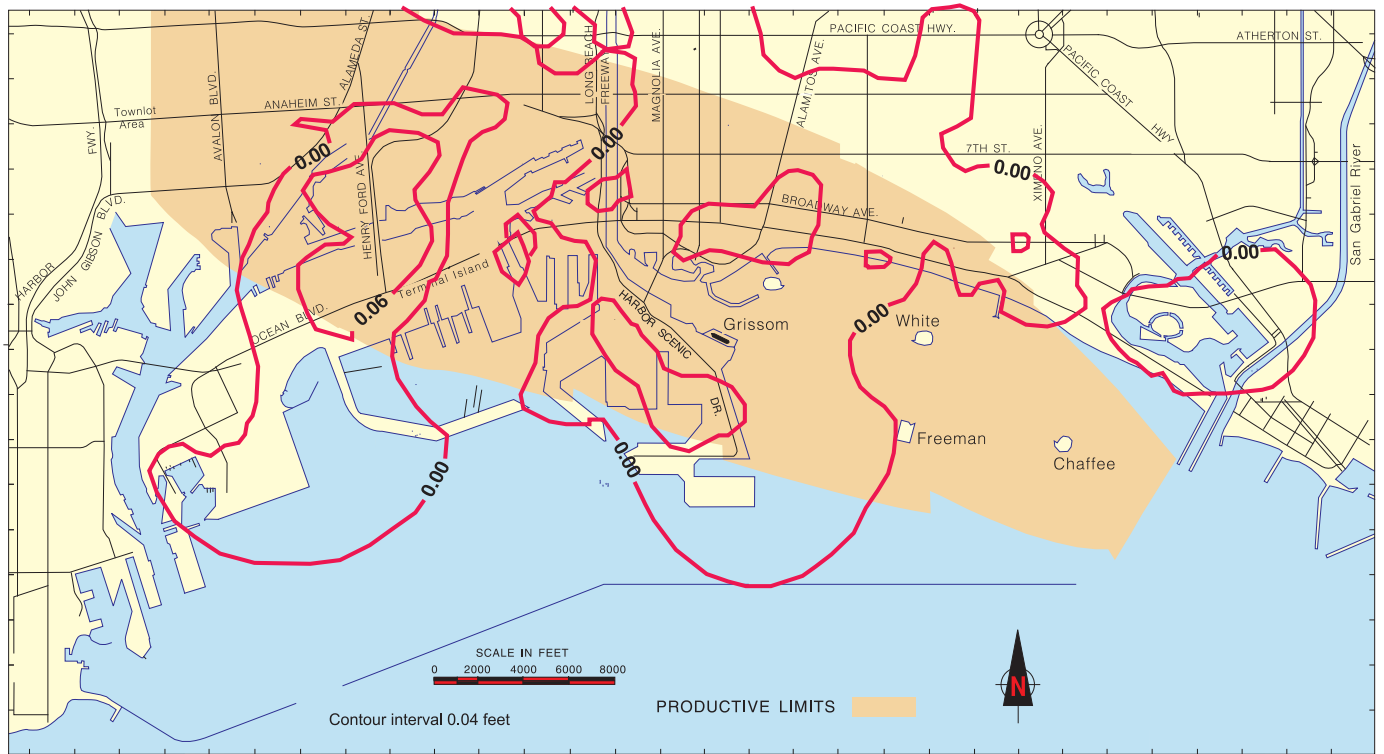 PACIFIC COAST HWY.
ATHERTON ST.
ALAMEDA ST.
LONG BEACH
FREEWAY
MAGNOLIA AVE.
ALAMITOS AVE.
PACIFIC COAST
HWY
AVALON BLVD.
ANAHEIM ST.
Townlot
Area
FWY.
HARBOR
JOHN GIBSON BLVD.
HENRY FORD AVE.
0.00
0.00
7TH ST.
0.00
XIMENO AVE.
San Gabriel River
BROADWAY AVE.
0.00
Terminal Island
OCEAN BLVD.
0.06
HARBOR SCENIC
DR.
Grissom
0.00
White
Freeman
Chaffee
0.00
0.00
SCALE IN FEET
0 2000 4000 6000 8000
Contour interval 0.04 feet
PRODUCTIVE LIMITS
N